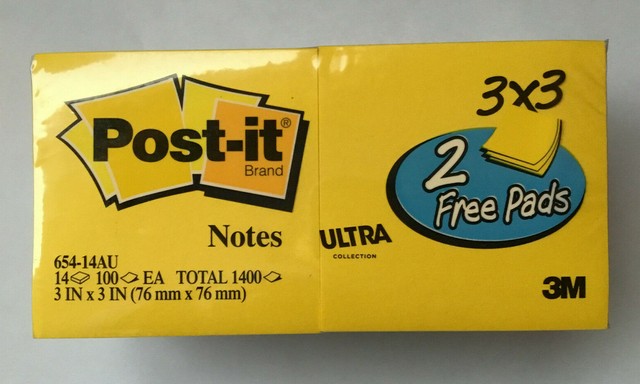 Post-it®
Brand
Notes
654-14AU
14 100 EA TOTAL 1400
3 IN x 3 IN (76 mm x 76 mm)
ULTRA
COLLECTION
3x3
2
Free Pads
3M